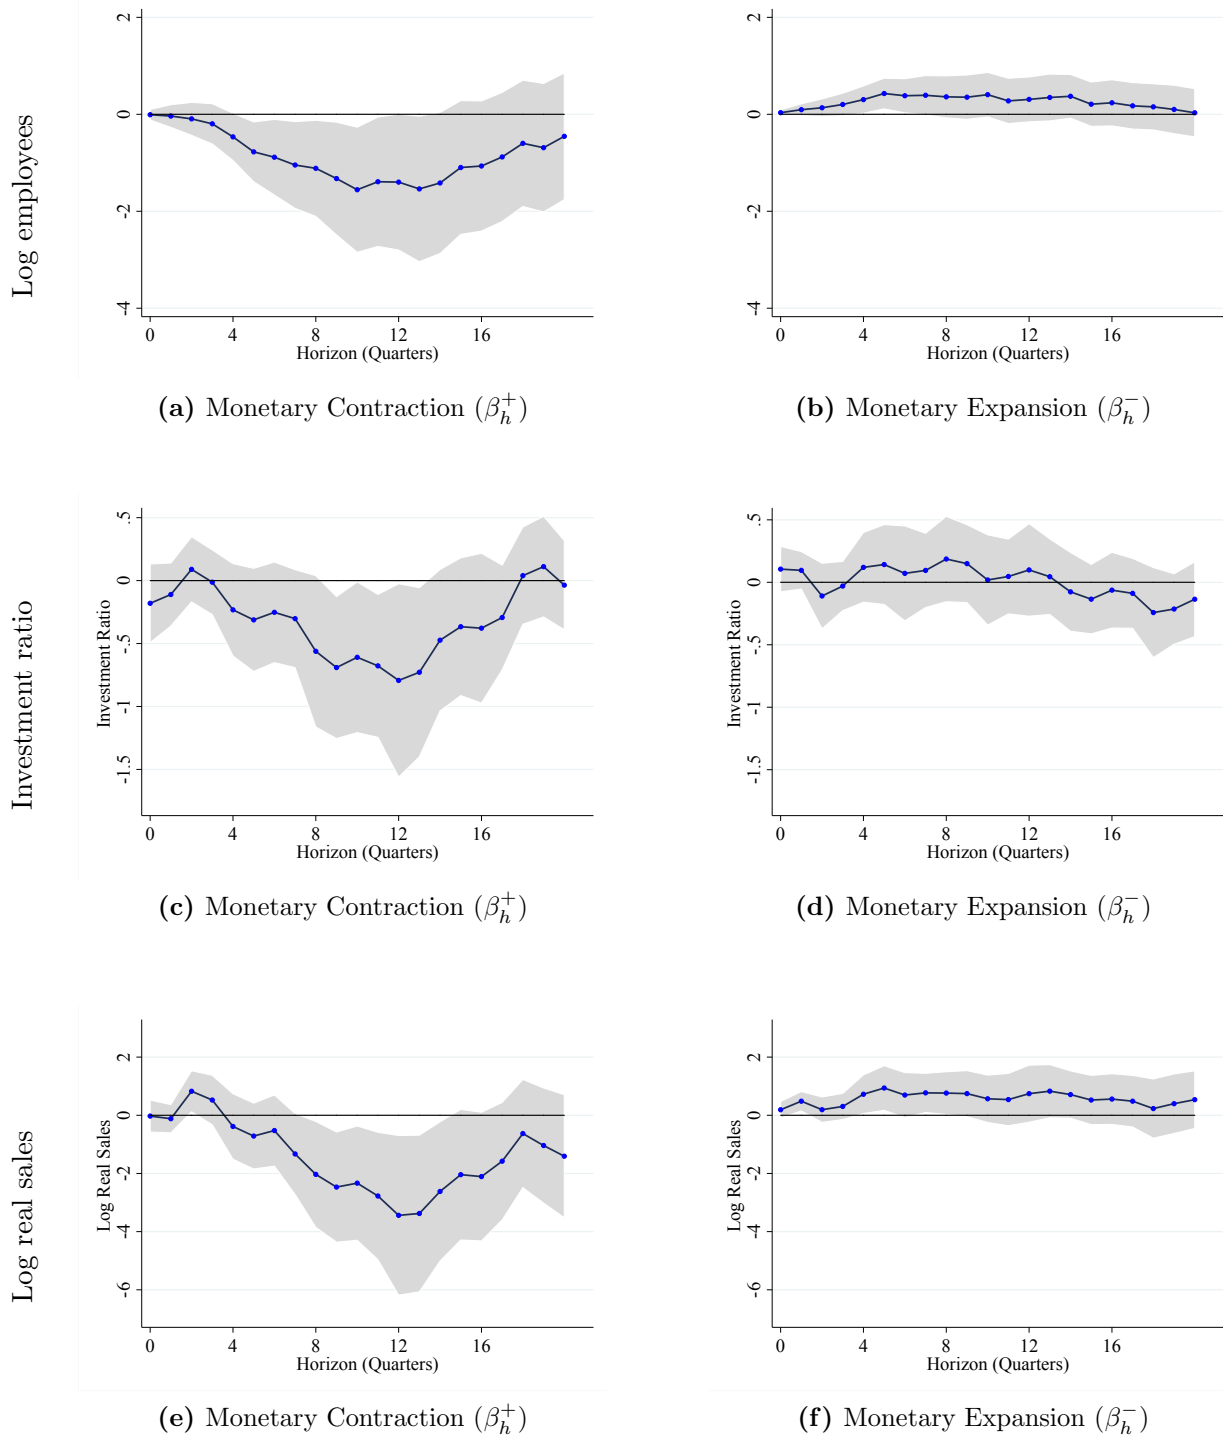 Log employees
2
0
-2
-4
0 4 8 12 16
Horizon (Quarters)
(a) Monetary Contraction (β_h^+)
2
0
-2
-4
0 4 8 12 16
Horizon (Quarters)
(b) Monetary Expansion (β_h^-)
Investment ratio
Investment Ratio
.5
0
-.5
-1
-1.5
0 4 8 12 16
Horizon (Quarters)
(c) Monetary Contraction (β_h^+)
Investment Ratio
.5
0
-.5
-1
-1.5
0 4 8 12 16
Horizon (Quarters)
(d) Monetary Expansion (β_h^-)
Log real sales
Log Real Sales
2
0
-2
-4
-6
0 4 8 12 16
Horizon (Quarters)
(e) Monetary Contraction (β_h^+)
Log Real Sales
2
0
-2
-4
-6
0 4 8 12 16
Horizon (Quarters)
(f) Monetary Expansion (β_h^-)